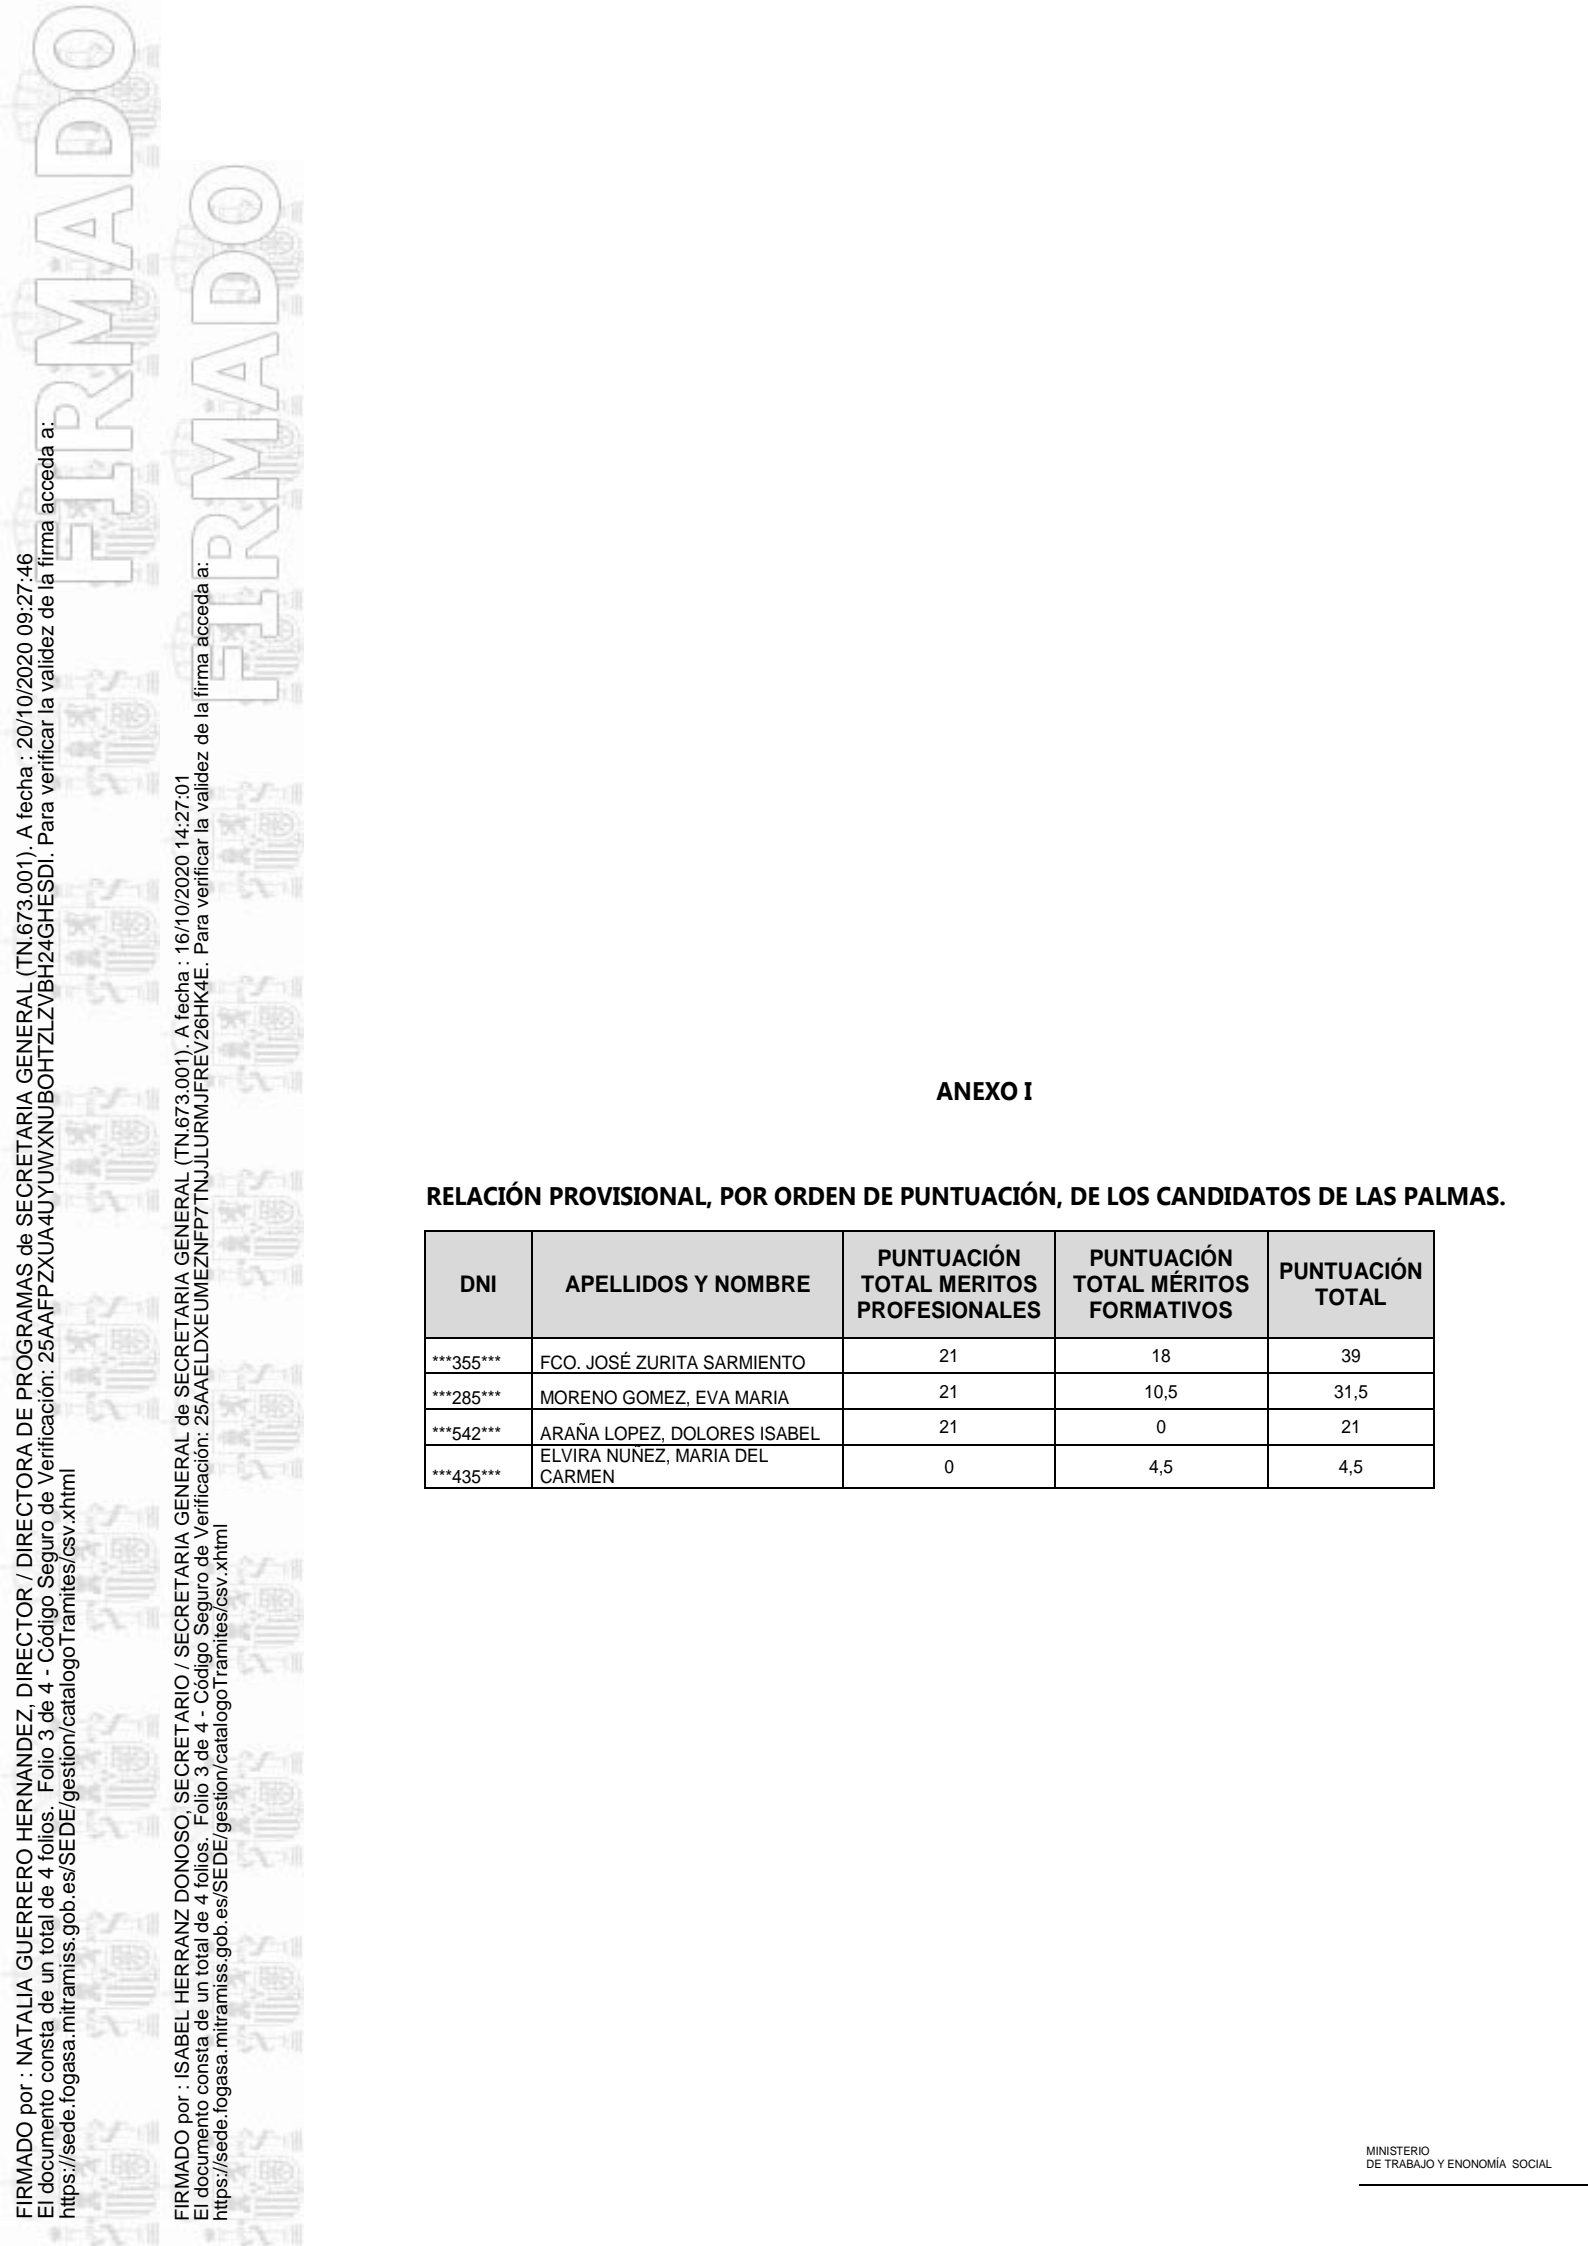 FIRMADO por : NATALIA GUERRERO HERNANDEZ, DIRECTOR / DIRECTORA DE PROGRAMAS de SECRETARIA GENERAL (TN.673.001). A fecha : 20/10/2020 09:27:46
El documento consta de un total de 4 folios. Folio 3 de 4 - Código Seguro de Verificación: 25AAFPZXUA4UYUWXNUBOHTZLZVBH24GHESDI. Para verificar la validez de la firma acceda a:
https://sede.fogasa.mitramiss.gob.es/SEDE/gestion/catalogoTramites/csv.xhtml
FIRMADO
FIRMADO por : ISABEL HERRANZ DONOSO, SECRETARIO / SECRETARIA GENERAL de SECRETARIA GENERAL (TN.673.001). A fecha : 16/10/2020 14:27:01
El documento consta de un total de 4 folios. Folio 3 de 4 - Código Seguro de Verificación: 25AAELDXEUMEZNFP7TNJJLURMJFREV26HK4E. Para verificar la validez de la firma acceda a:
https://sede.fogasa.mitramiss.gob.es/SEDE/gestion/catalogoTramites/csv.xhtml
FIRMADO
ANEXO I
RELACIÓN PROVISIONAL, POR ORDEN DE PUNTUACIÓN, DE LOS CANDIDATOS DE LAS PALMAS.
DNI APELLIDOS Y NOMBRE PUNTUACIÓN TOTAL MERITOS PROFESIONALES PUNTUACIÓN TOTAL MÉRITOS FORMATIVOS PUNTUACIÓN TOTAL
***355*** FCO. JOSÉ ZURITA SARMIENTO 21 18 39
***285*** MORENO GOMEZ, EVA MARIA 21 10,5 31,5
***542*** ARAÑA LOPEZ, DOLORES ISABEL 21 0 21
***435*** ELVIRA NUÑEZ, MARIA DEL CARMEN 0 4,5 4,5
MINISTERIO
DE TRABAJO Y ENONOMÍA SOCIAL